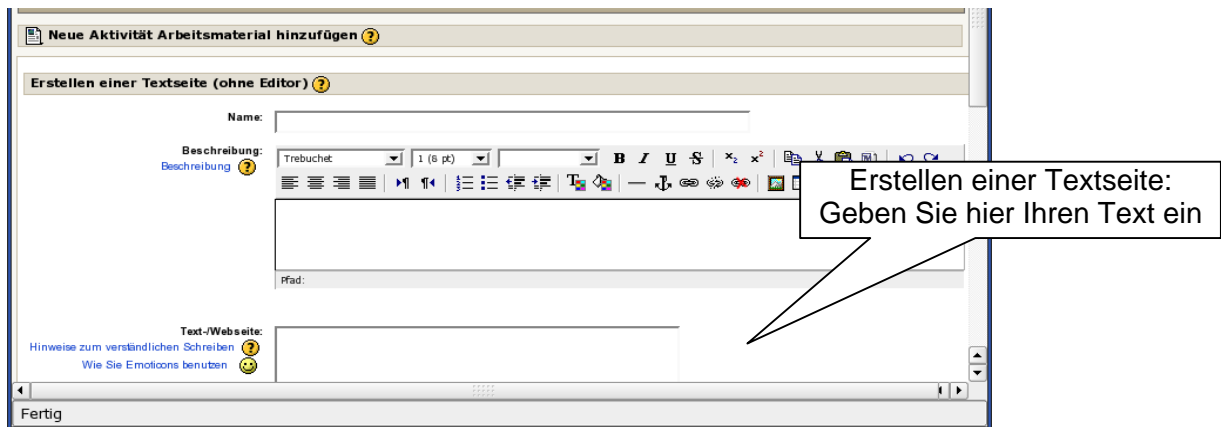 Neue Aktivität Arbeitsmaterial hinzufügen
Erstellen einer Textseite (ohne Editor)
Name:
Beschreibung:
Beschreibung
Trebuchet 1 (8 pt) B I U S
Pfad:
Erstellen einer Textseite:
Geben Sie hier Ihren Text ein
Text-/Webseite:
Hinweise zum verständlichen Schreiben
Wie Sie Emoticons benutzen
Fertig